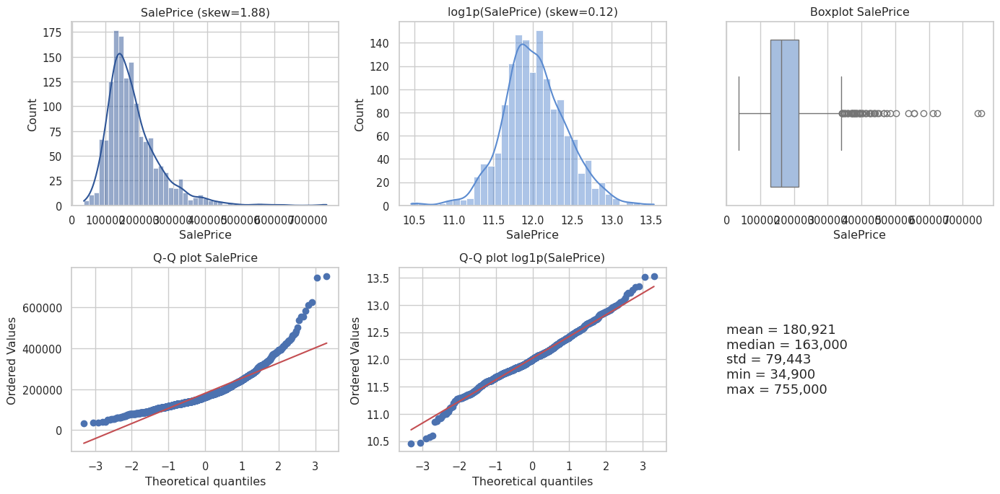 SalePrice (skew=1.88)
175
150
125
100
75
50
25
0
Count
0 100000 200000 300000 400000 500000 600000 700000
SalePrice
log1p(SalePrice) (skew=0.12)
140
120
100
80
60
40
20
0
Count
10.5 11.0 11.5 12.0 12.5 13.0 13.5
SalePrice
Boxplot SalePrice
0 100000 200000 300000 400000 500000 600000 700000
SalePrice
Q-Q plot SalePrice
600000
400000
200000
0
Ordered Values
−3 −2 −1 0 1 2 3
Theoretical quantiles
Q-Q plot log1p(SalePrice)
13.5
13.0
12.5
12.0
11.5
11.0
10.5
Ordered Values
−3 −2 −1 0 1 2 3
Theoretical quantiles
mean = 180,921
median = 163,000
std = 79,443
min = 34,900
max = 755,000